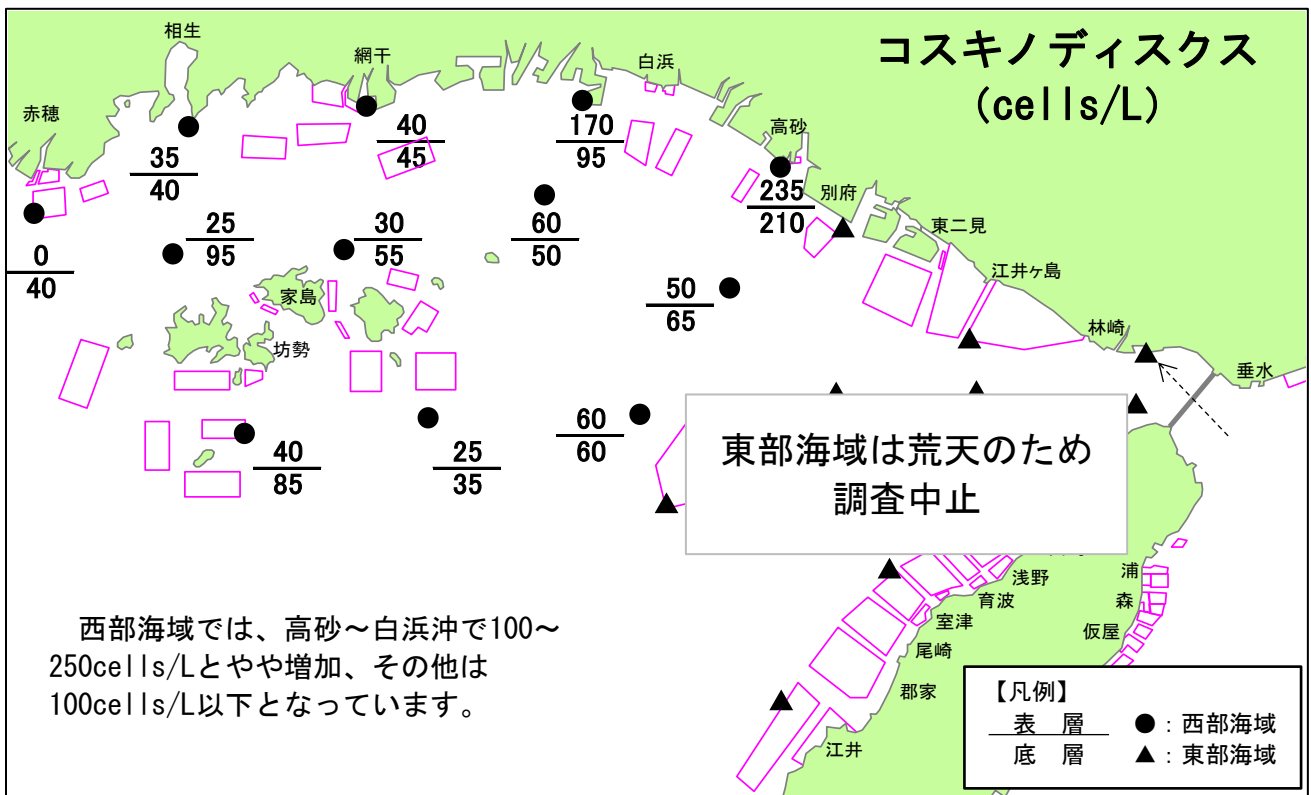 コスキノディスクス
(cells/L)
相生
網干
白浜
赤穂
高砂
別府
東二見
江井ヶ島
林崎
垂水
家島
坊勢
35
40
40
45
170
95
235
210
0
40
25
95
30
55
60
50
50
65
40
85
25
35
60
60
東部海域は荒天のため
調査中止
浅野
育波
室津
尾崎
郡家
江井
浦
森
仮屋
西部海域では、高砂～白浜沖で100～
250cells/Lとやや増加、その他は
100cells/L以下となっています。
【凡例】
表　層 ●：西部海域
底　層 ▲：東部海域